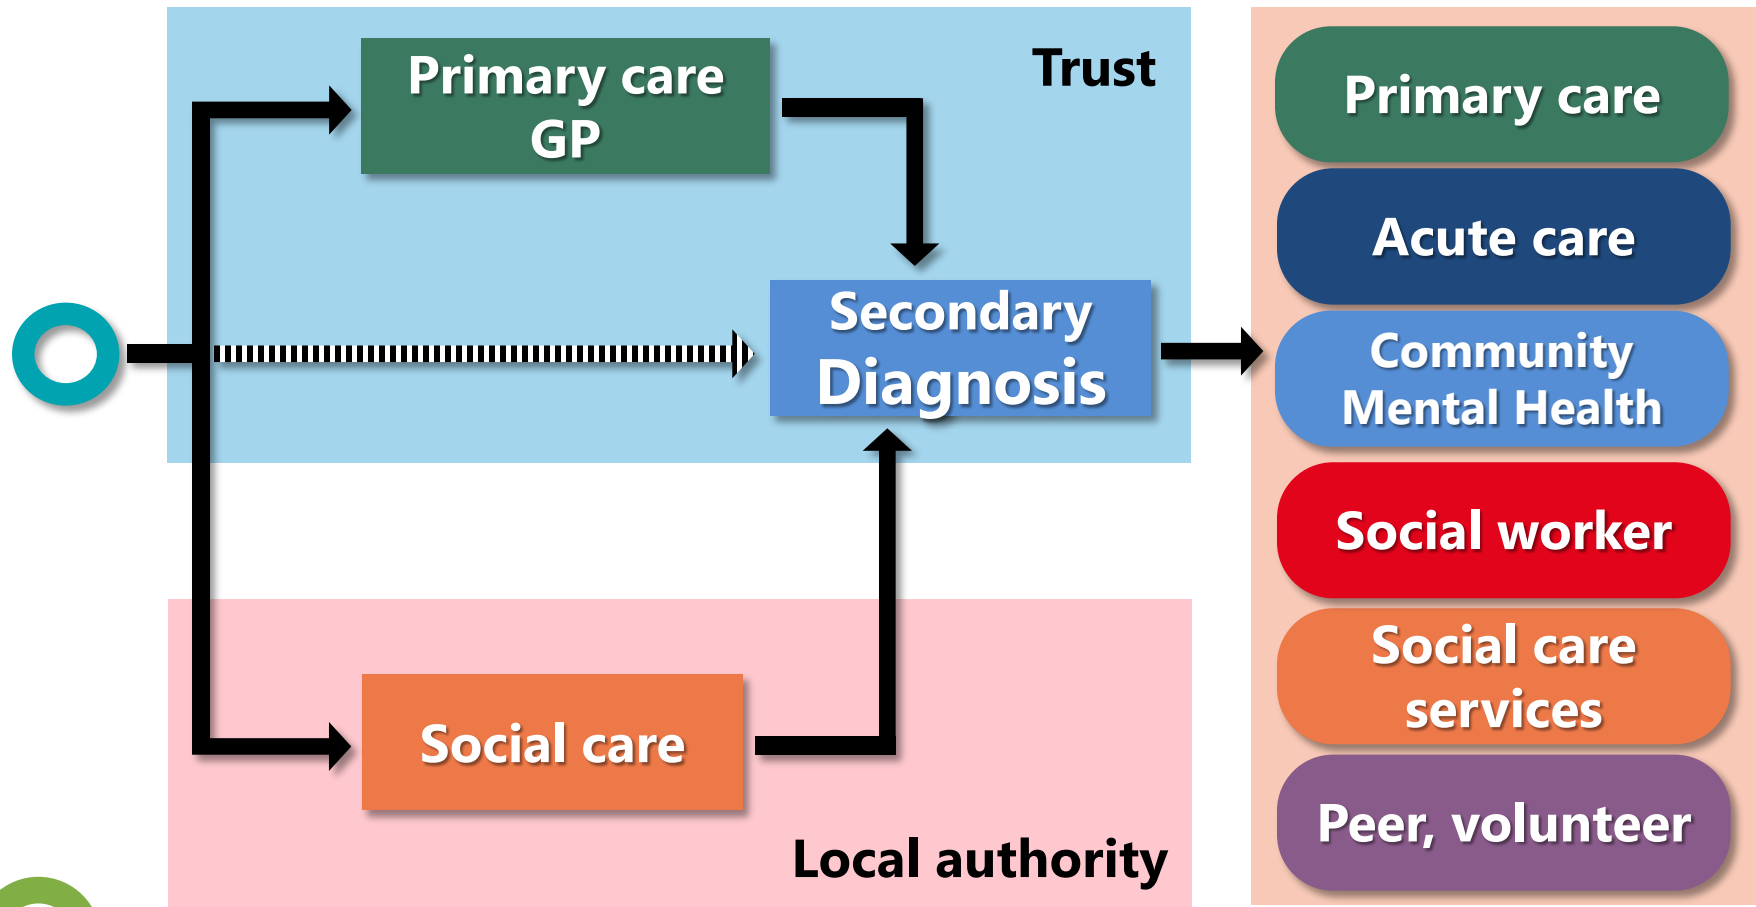 Trust
Primary care
GP
Secondary
Diagnosis
Social care
Local authority
Primary care
Acute care
Community
Mental Health
Social worker
Social care
services
Peer, volunteer